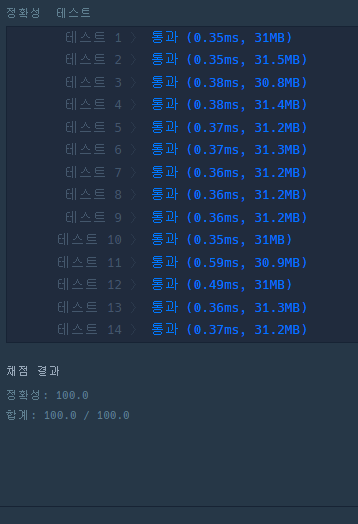 정확성 테스트
테스트 1 〉 통과 (0.35ms, 31MB)
테스트 2 〉 통과 (0.35ms, 31.5MB)
테스트 3 〉 통과 (0.38ms, 30.8MB)
테스트 4 〉 통과 (0.38ms, 31.4MB)
테스트 5 〉 통과 (0.37ms, 31.2MB)
테스트 6 〉 통과 (0.37ms, 31.3MB)
테스트 7 〉 통과 (0.36ms, 31.2MB)
테스트 8 〉 통과 (0.36ms, 31.2MB)
테스트 9 〉 통과 (0.36ms, 31.2MB)
테스트 10 〉 통과 (0.35ms, 31MB)
테스트 11 〉 통과 (0.59ms, 30.9MB)
테스트 12 〉 통과 (0.49ms, 31MB)
테스트 13 〉 통과 (0.36ms, 31.3MB)
테스트 14 〉 통과 (0.37ms, 31.2MB)
채점 결과
정확성: 100.0
합계: 100.0 / 100.0